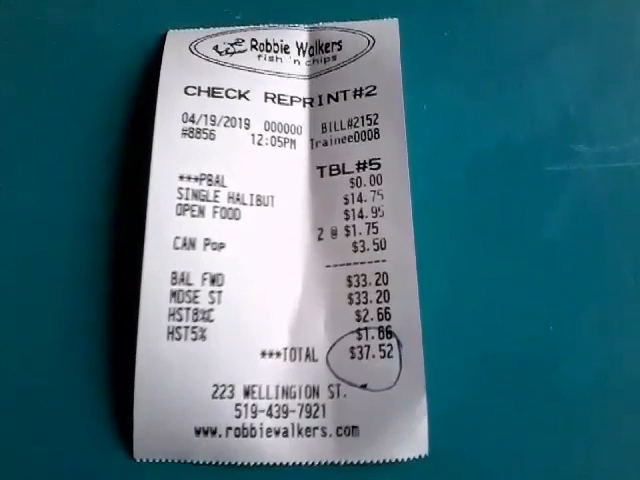 Robbie Walkers
fish 'n chips
CHECK REPRINT#2
04/19/2019 000000 BILL#2152
#8856 12:05PM Trainee0008
TBL#5
***PBAL $0.00
SINGLE HALIBUT $14.75
OPEN FOOD $14.95
2 @ $1.75
CAN Pop $3.50
------------
BAL FWD $33.20
MDSE ST $33.20
HST8%C $2.66
HST5% $1.66
***TOTAL $37.52
223 WELLINGTON ST.
519-439-7921
www.robbiewalkers.com